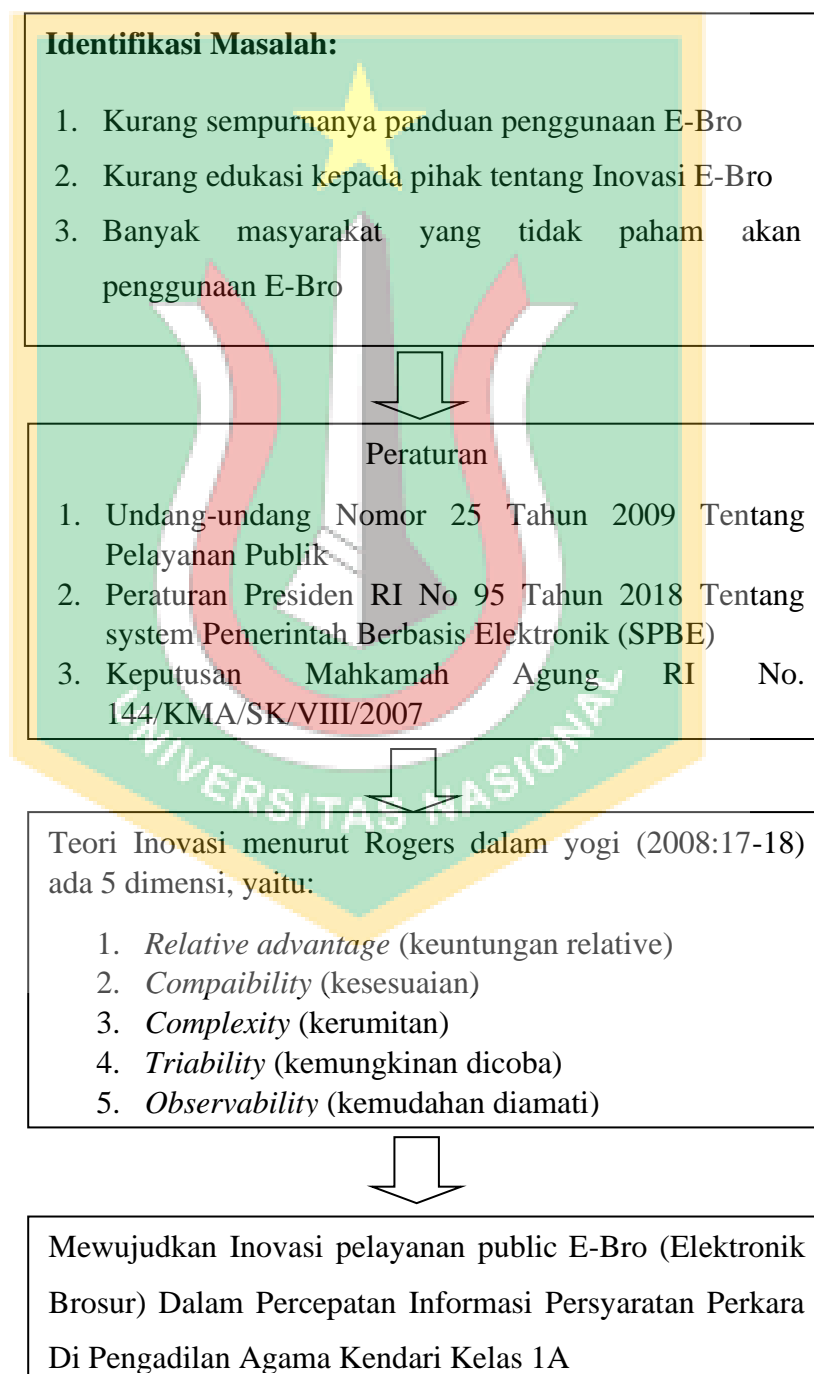 Identifikasi Masalah:
1. Kurang sempurnanya panduan penggunaan E-Bro
2. Kurang edukasi kepada pihak tentang Inovasi E-Bro
3. Banyak masyarakat yang tidak paham akan
penggunaan E-Bro
Peraturan
1. Undang-undang Nomor 25 Tahun 2009 Tentang
Pelayanan Publik
2. Peraturan Presiden RI No 95 Tahun 2018 Tentang
system Pemerintah Berbasis Elektronik (SPBE)
3. Keputusan Mahkamah Agung RI No.
144/KMA/SK/VIII/2007
UNIVERSITAS NASIONAL
Teori Inovasi menurut Rogers dalam yogi (2008:17-18)
ada 5 dimensi, yaitu:
1. Relative advantage (keuntungan relative)
2. Compaibility (kesesuaian)
3. Complexity (kerumitan)
4. Triability (kemungkinan dicoba)
5. Observability (kemudahan diamati)
Mewujudkan Inovasi pelayanan public E-Bro (Elektronik
Brosur) Dalam Percepatan Informasi Persyaratan Perkara
Di Pengadilan Agama Kendari Kelas 1A